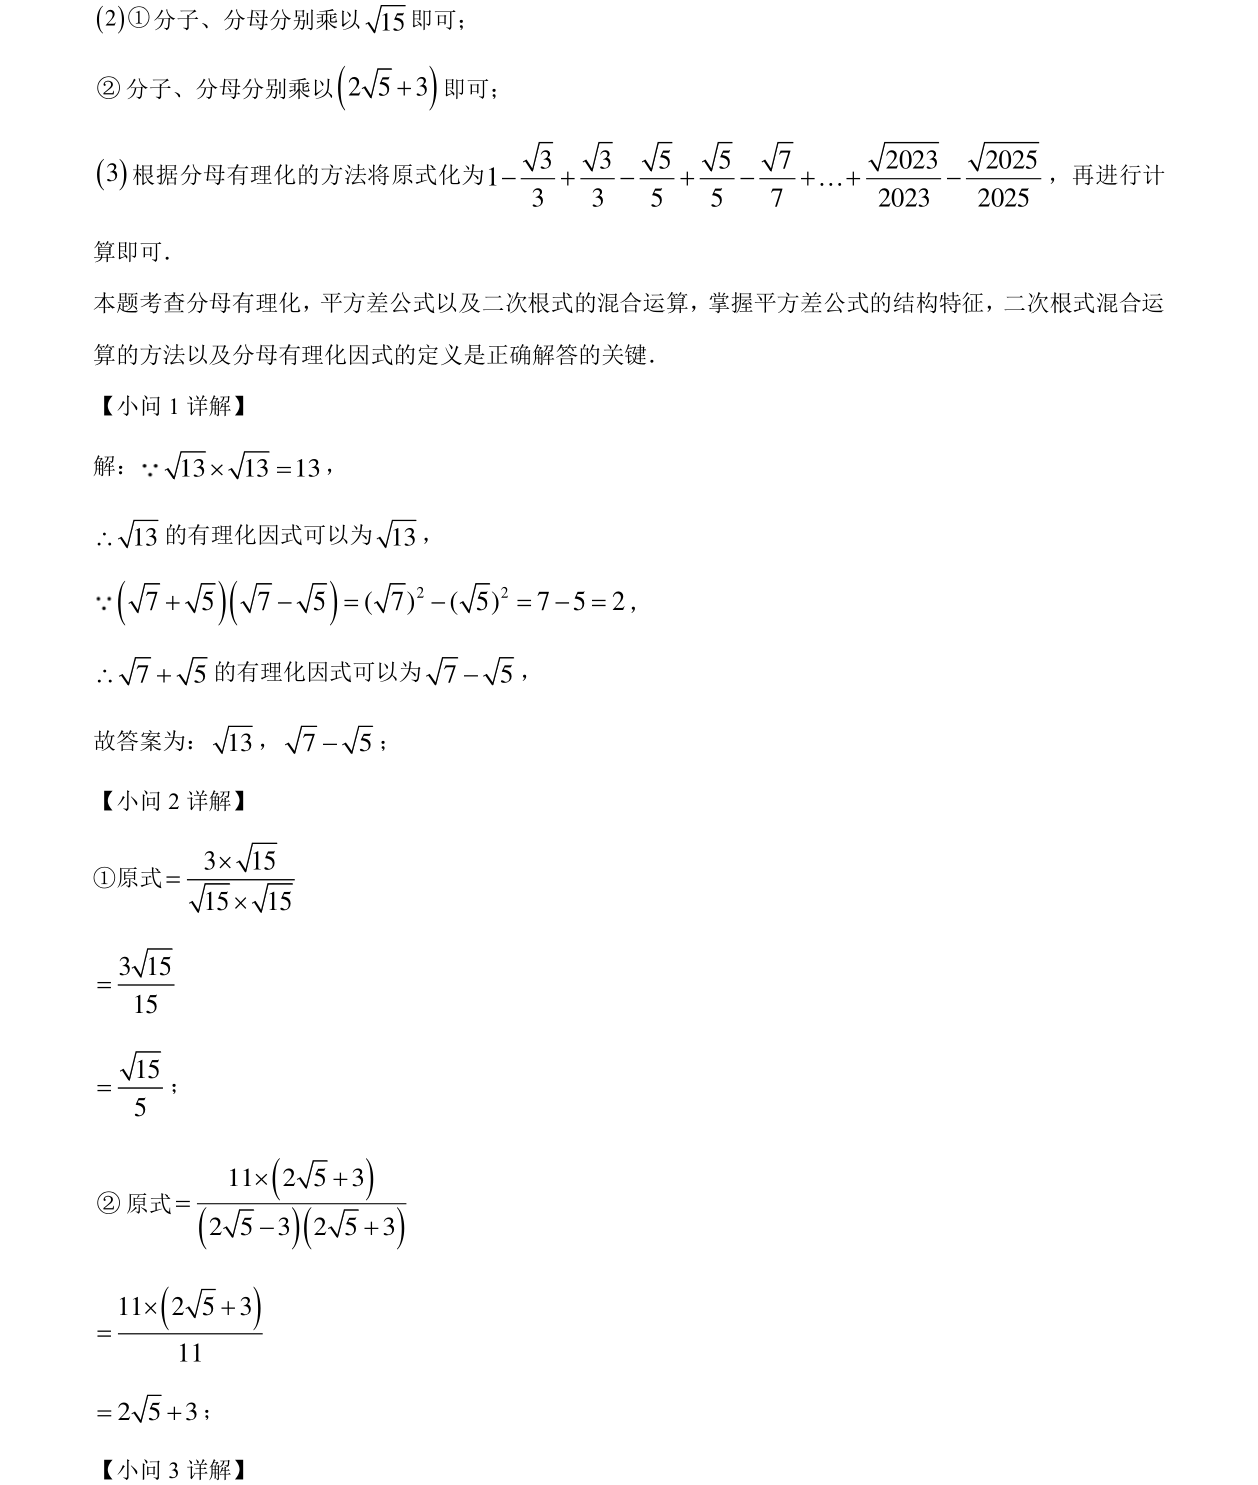 (2)①分子、分母分别乘以√15即可；
② 分子、分母分别乘以(2√5+3)即可；
(3)根据分母有理化的方法将原式化为1−√3/3+√3/3−√5/5+√5/5−√7/7+…+√2023/2023−√2025/2025，再进行计
算即可．
本题考查分母有理化，平方差公式以及二次根式的混合运算，掌握平方差公式的结构特征，二次根式混合运
算的方法以及分母有理化因式的定义是正确解答的关键．
【小问 1 详解】
解：∵√13×√13=13，
∴√13的有理化因式可以为√13，
∵(√7+√5)(√7−√5)=(√7)²−(√5)²=7−5=2，
∴√7+√5的有理化因式可以为√7−√5，
故答案为：√13，√7−√5；
【小问 2 详解】
①原式=3×√15/(√15×√15)
=3√15/15
=√15/5；
② 原式=11×(2√5+3)/((2√5−3)(2√5+3))
=11×(2√5+3)/11
=2√5+3；
【小问 3 详解】